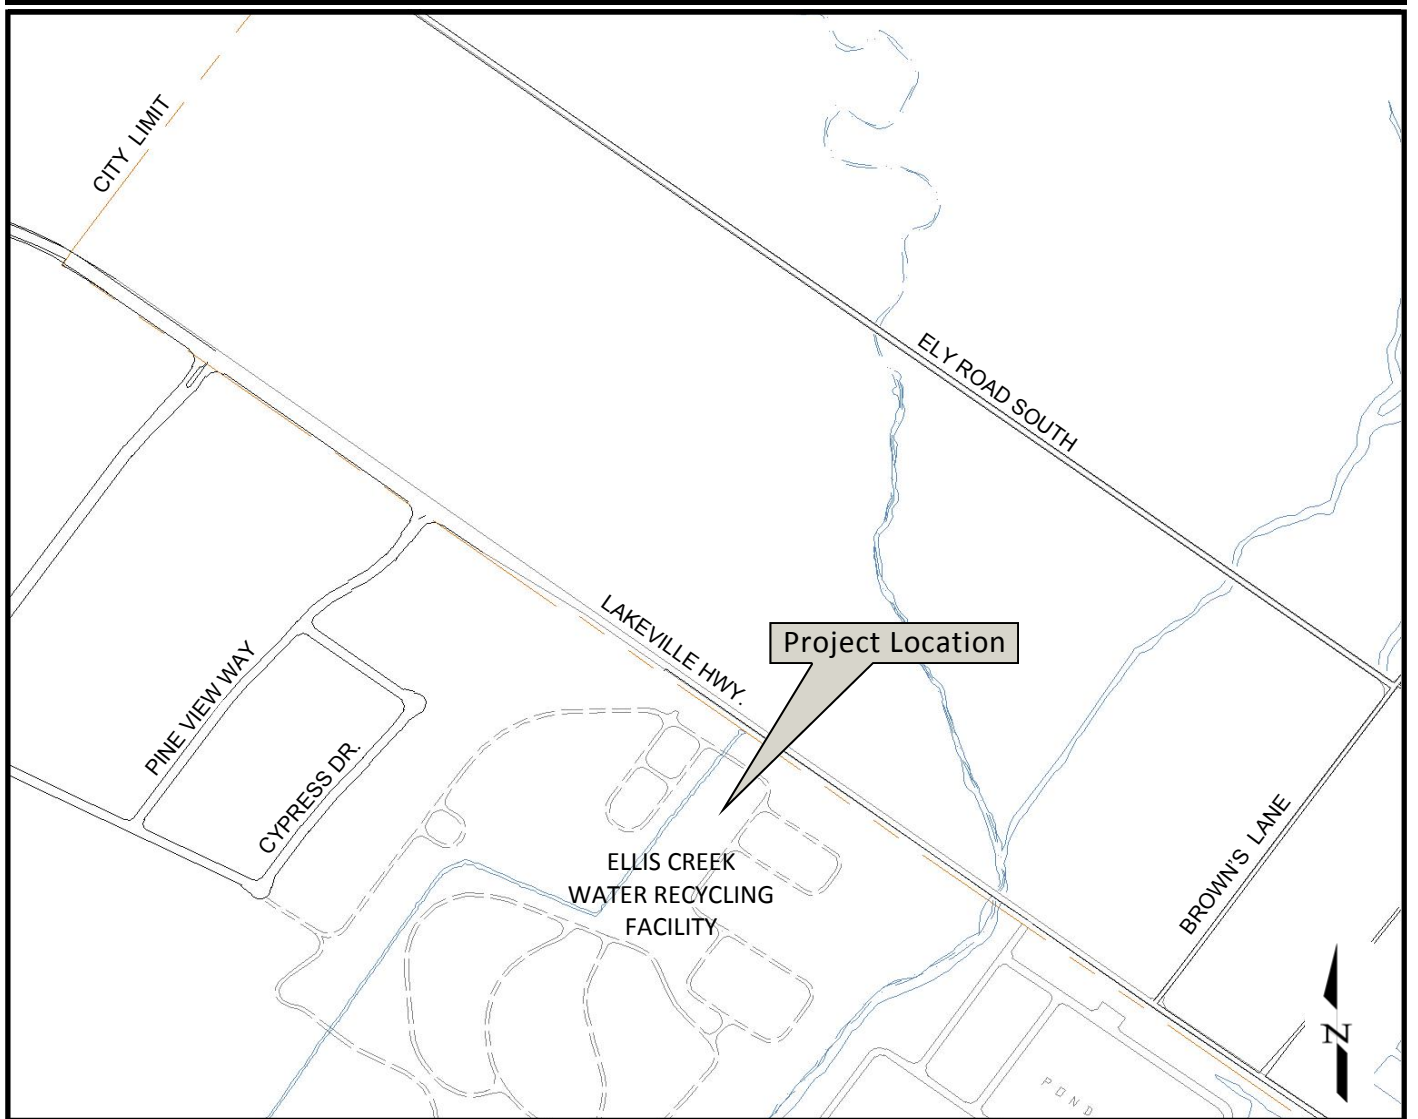 CITY LIMIT
ELY ROAD SOUTH
LAKEVILLE HWY.
Project Location
PINE VIEW WAY
CYPRESS DR.
BROWN'S LANE
ELLIS CREEK
WATER RECYCLING
FACILITY
N
POND